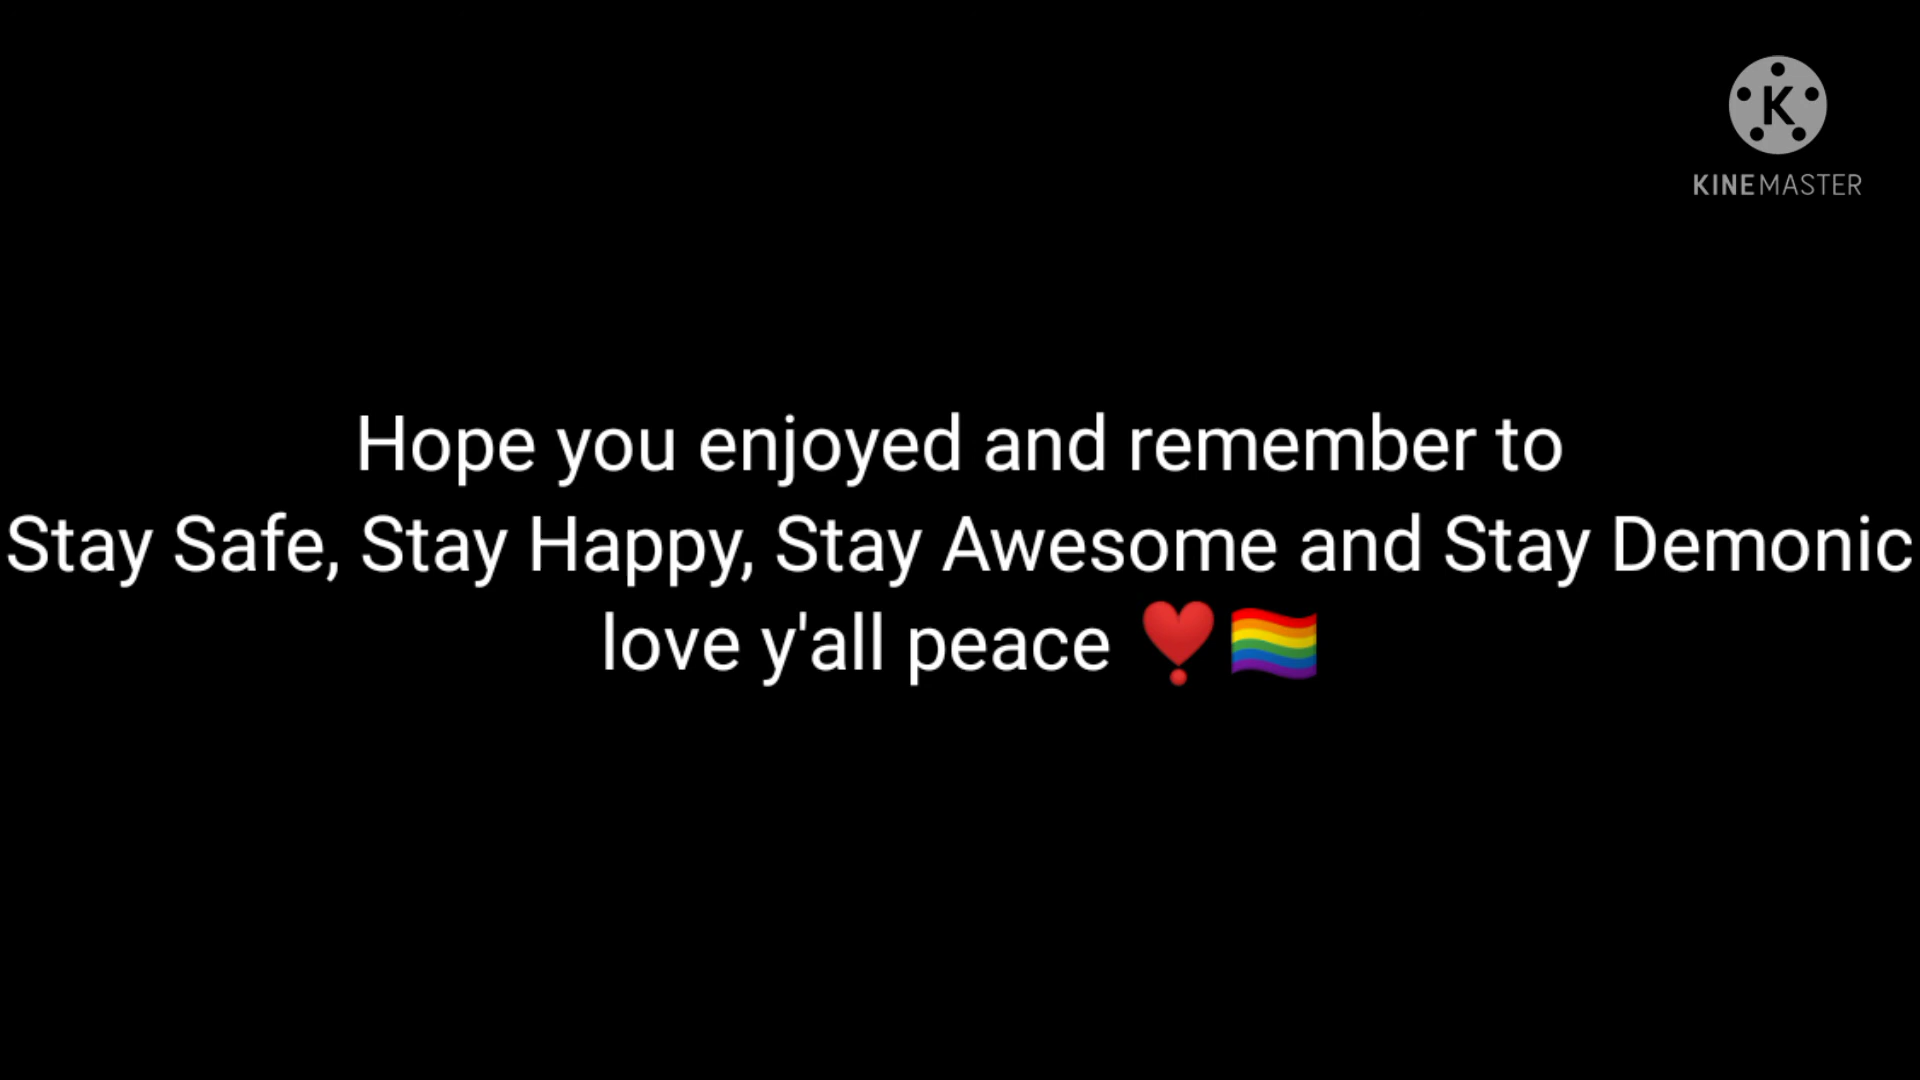 K
KINEMASTER
Hope you enjoyed and remember to
Stay Safe, Stay Happy, Stay Awesome and Stay Demonic
love y'all peace ❣️🏳️‍🌈